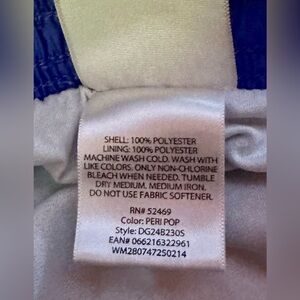 SHELL: 100% POLYESTER
LINING: 100% POLYESTER
MACHINE WASH COLD. WASH WITH
LIKE COLORS. ONLY NON-CHLORINE
BLEACH WHEN NEEDED. TUMBLE
DRY MEDIUM. MEDIUM IRON.
DO NOT USE FABRIC SOFTENER.
RN# 52469
Color: PERI POP
Style: DG24B230S
EAN# 066216322961
WM280747250214